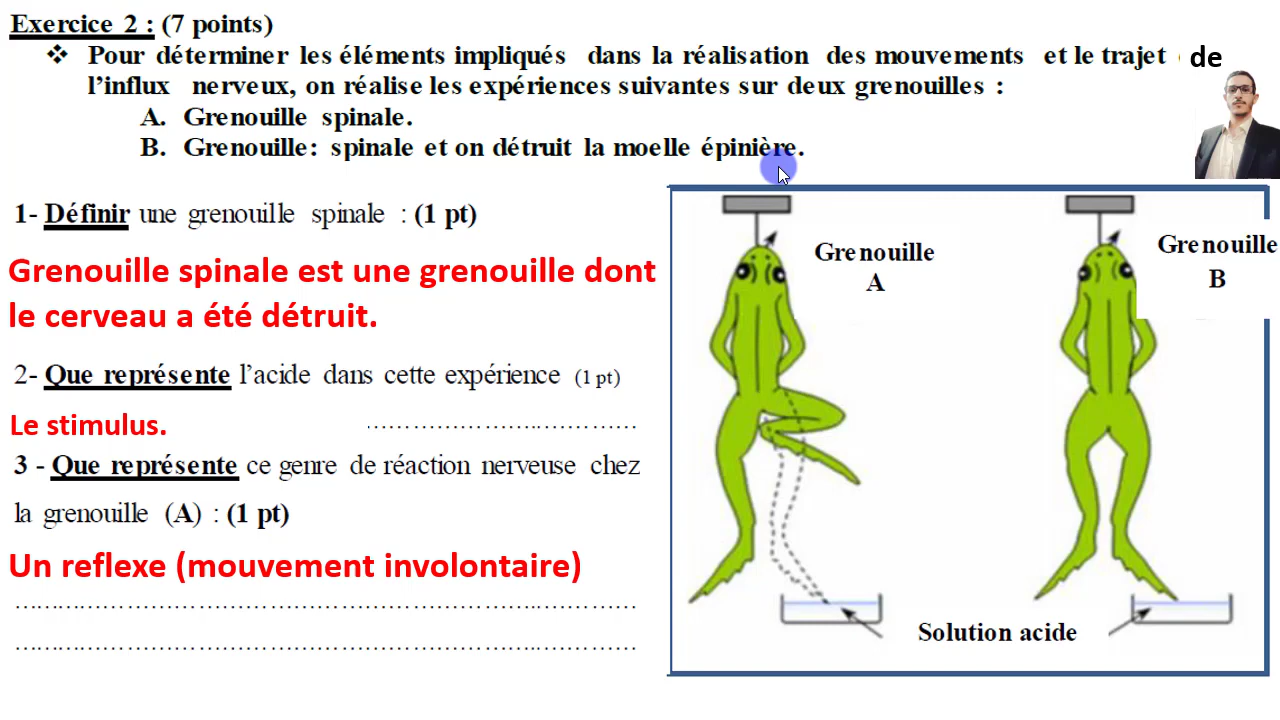 Exercice 2 : (7 points)
❖ Pour déterminer les éléments impliqués dans la réalisation des mouvements et le trajet de
l’influx nerveux, on réalise les expériences suivantes sur deux grenouilles :
A. Grenouille spinale.
B. Grenouille: spinale et on détruit la moelle épinière.
1- Définir une grenouille spinale : (1 pt)
Grenouille spinale est une grenouille dont
le cerveau a été détruit.
2- Que représente l’acide dans cette expérience (1 pt)
Le stimulus. ……………………………
3 - Que représente ce genre de réaction nerveuse chez
la grenouille (A) : (1 pt)
Un reflexe (mouvement involontaire)
……………………………………………………………
……………………………………………………………
Grenouille
A
Grenouille
B
Solution acide